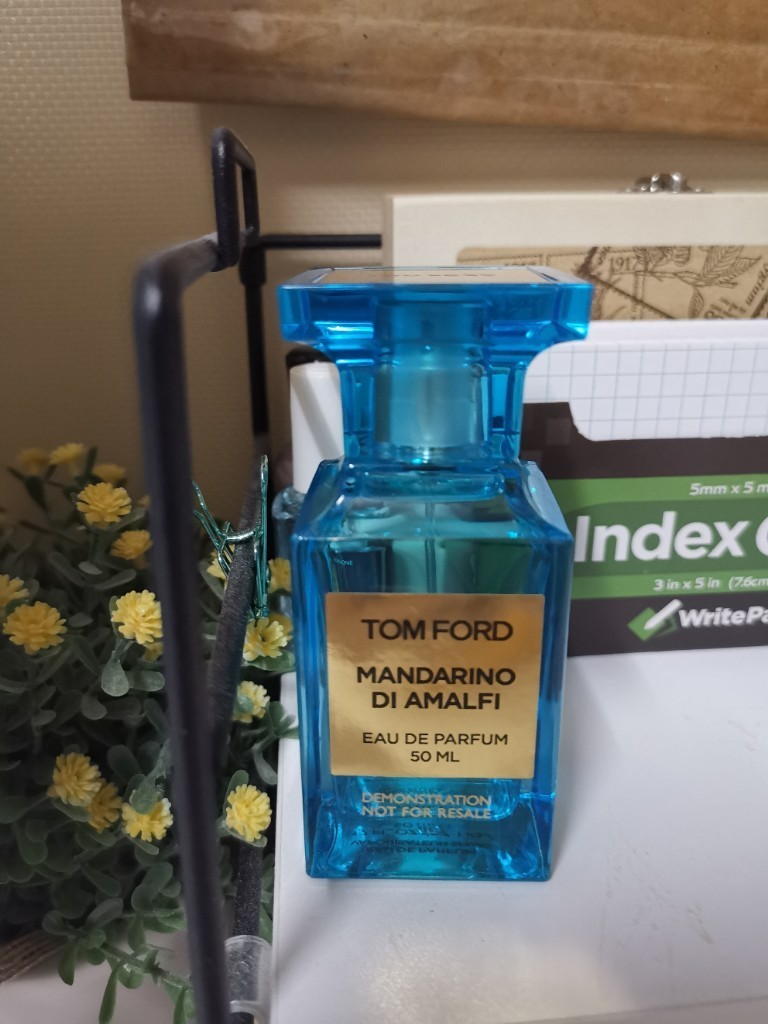 1917
5mm x 5 m
Index
3 in x 5 in (7.6cm
WritePa
TOM FORD
MANDARINO
DI AMALFI
EAU DE PARFUM
50 ML
DEMONSTRATION
NOT FOR RESALE